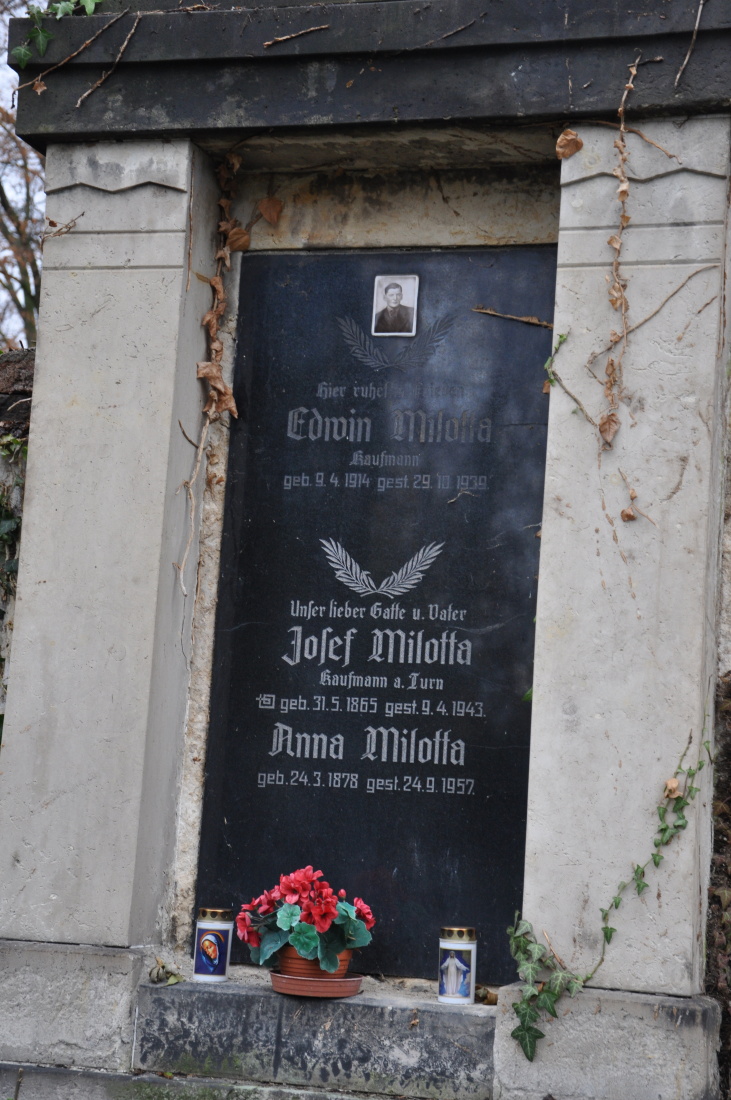 Hier ruhet
Edwin Milotta
Kaufmann
geb. 9. 4. 1914 gest. 29. 10. 1939.
Unser lieber Gatte u. Vater
Josef Milotta
Kaufmann a. Turn
geb. 31. 5. 1865 gest. 9. 4. 1943.
Anna Milotta
geb. 24. 3. 1878 gest. 24. 9. 1957.